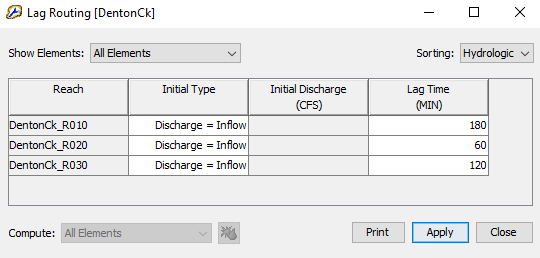 Lag Routing [DentonCk]
Show Elements: All Elements Sorting: Hydrologic
Reach Initial Type Initial Discharge Lag Time
(CFS) (MIN)
DentonCk_R010 Discharge = Inflow 180
DentonCk_R020 Discharge = Inflow 60
DentonCk_R030 Discharge = Inflow 120
Compute: All Elements Print Apply Close